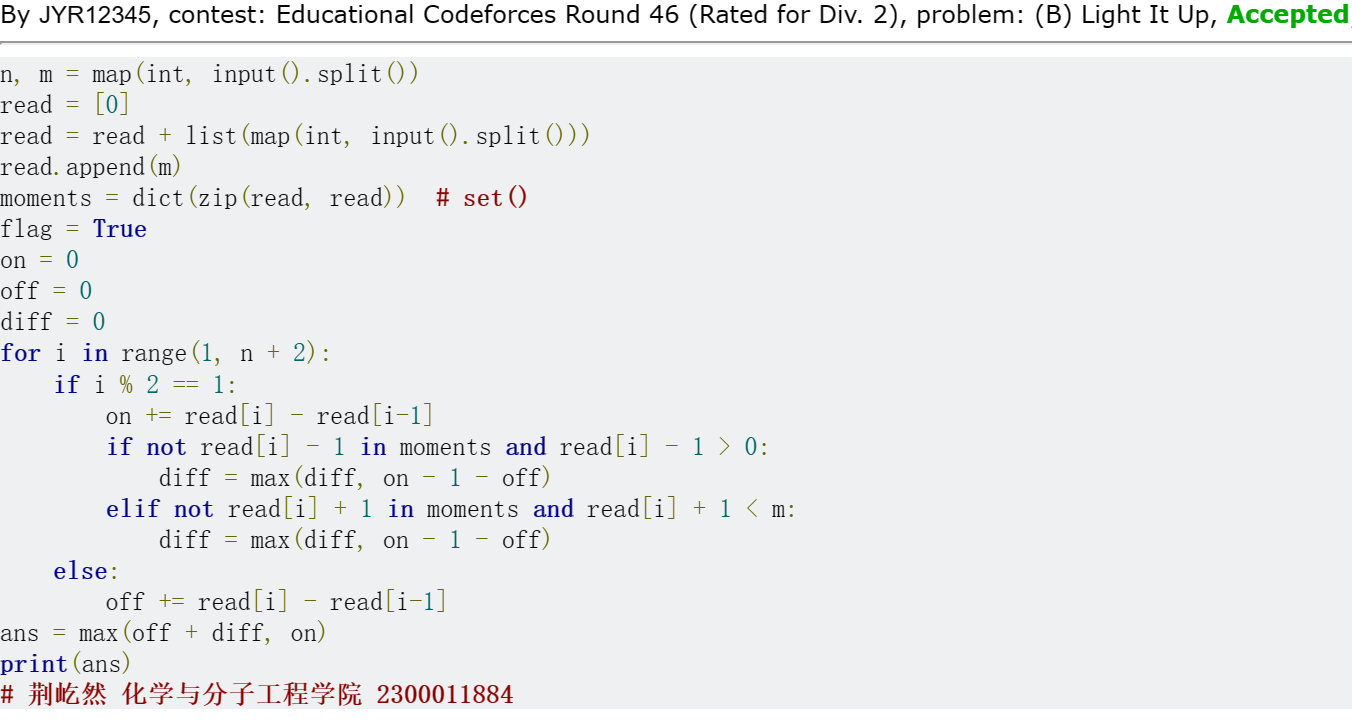 By JYR12345, contest: Educational Codeforces Round 46 (Rated for Div. 2), problem: (B) Light It Up, Accepted
n, m = map(int, input().split())
read = [0]
read = read + list(map(int, input().split()))
read.append(m)
moments = dict(zip(read, read))  # set()
flag = True
on = 0
off = 0
diff = 0
for i in range(1, n + 2):
    if i % 2 == 1:
        on += read[i] - read[i-1]
        if not read[i] - 1 in moments and read[i] - 1 > 0:
            diff = max(diff, on - 1 - off)
        elif not read[i] + 1 in moments and read[i] + 1 < m:
            diff = max(diff, on - 1 - off)
    else:
        off += read[i] - read[i-1]
ans = max(off + diff, on)
print(ans)
# 荆屹然 化学与分子工程学院 2300011884